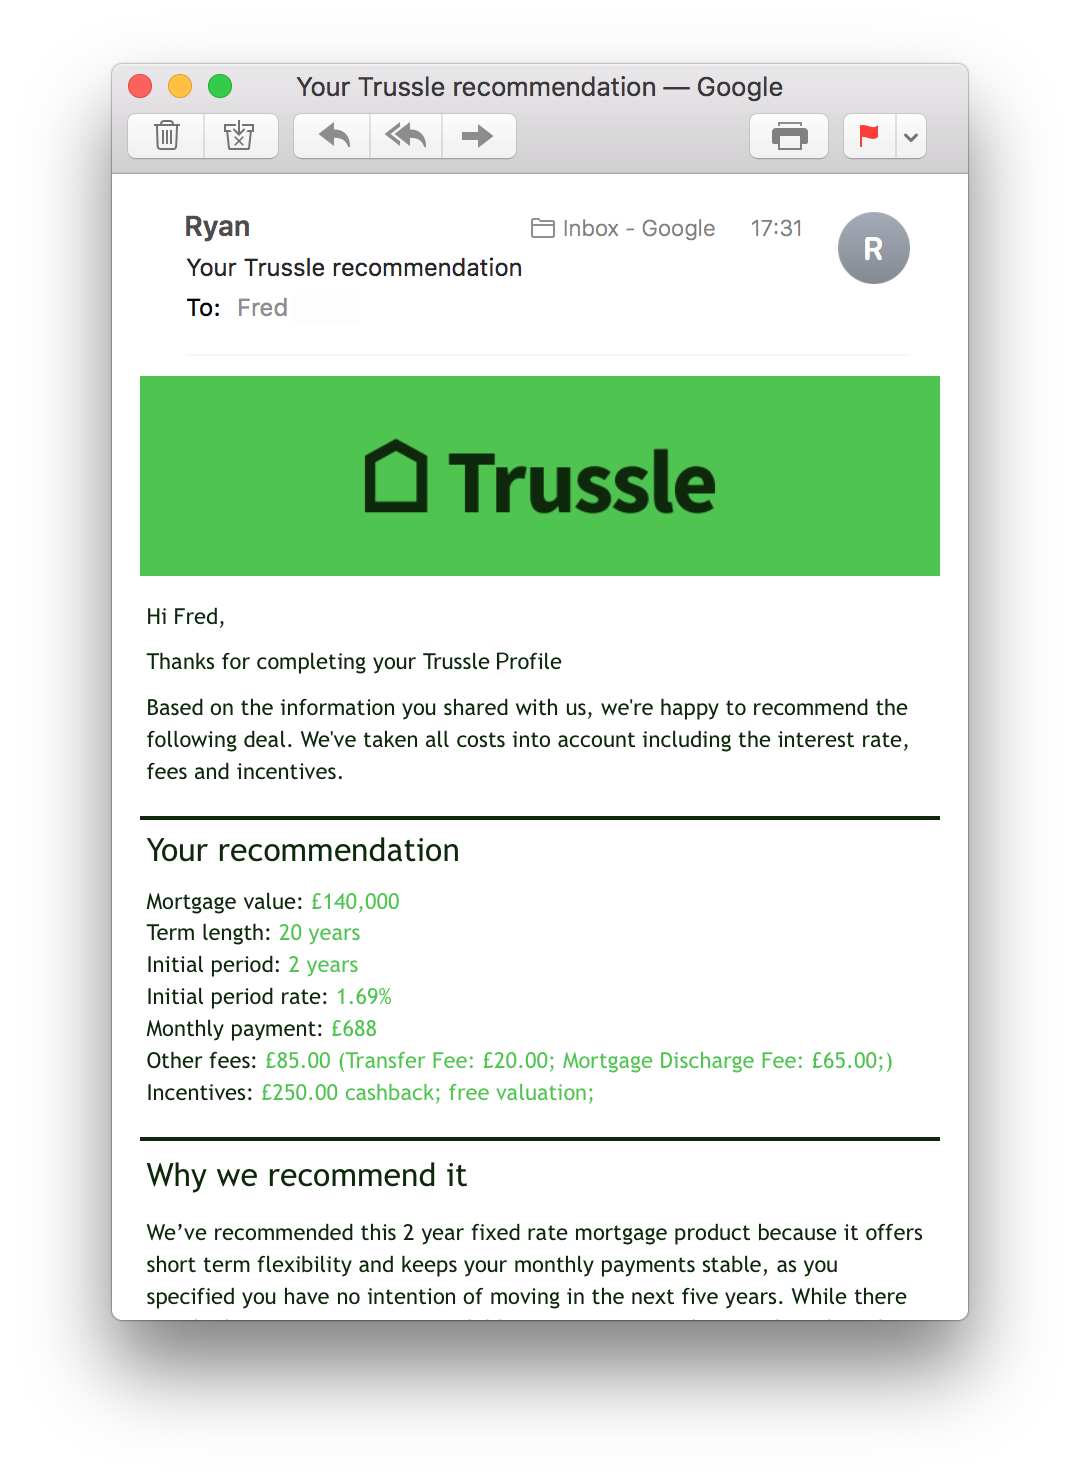 Your Trussle recommendation — Google
Ryan
Inbox - Google
17:31
R
Your Trussle recommendation
To: Fred
Trussle
Hi Fred,
Thanks for completing your Trussle Profile
Based on the information you shared with us, we're happy to recommend the
following deal. We've taken all costs into account including the interest rate,
fees and incentives.
Your recommendation
Mortgage value: £140,000
Term length: 20 years
Initial period: 2 years
Initial period rate: 1.69%
Monthly payment: £688
Other fees: £85.00 (Transfer Fee: £20.00; Mortgage Discharge Fee: £65.00;)
Incentives: £250.00 cashback; free valuation;
Why we recommend it
We’ve recommended this 2 year fixed rate mortgage product because it offers
short term flexibility and keeps your monthly payments stable, as you
specified you have no intention of moving in the next five years. While there